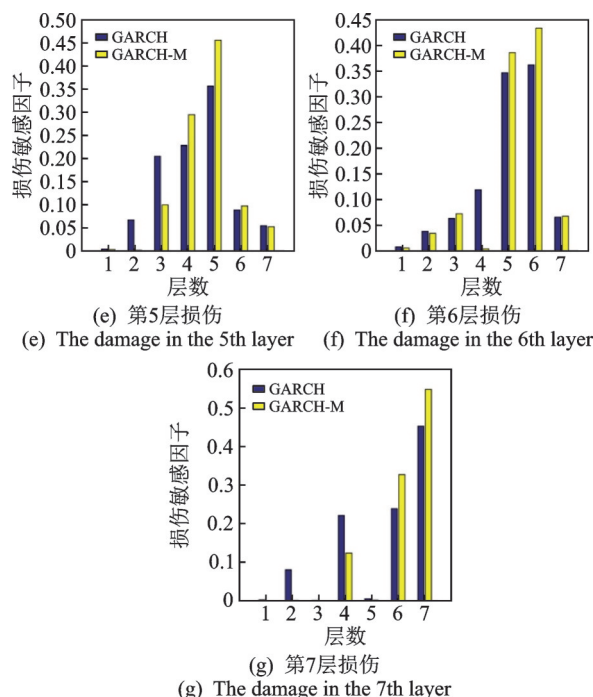 0.50
0.45
0.40
0.35
0.30
0.25
0.20
0.15
0.10
0.05
0
损伤敏感因子
GARCH
GARCH-M
1 2 3 4 5 6 7
层数
(e) 第5层损伤
(e) The damage in the 5th layer
0.45
0.40
0.35
0.30
0.25
0.20
0.15
0.10
0.05
0
损伤敏感因子
GARCH
GARCH-M
1 2 3 4 5 6 7
层数
(f) 第6层损伤
(f) The damage in the 6th layer
0.6
0.5
0.4
0.3
0.2
0.1
0
损伤敏感因子
GARCH
GARCH-M
1 2 3 4 5 6 7
层数
(g) 第7层损伤
(g) The damage in the 7th layer